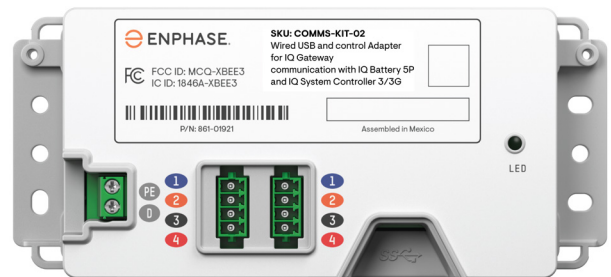 ENPHASE.
SKU: COMMS-KIT-02
Wired USB and control Adapter
for IQ Gateway
communication with IQ Battery 5P
and IQ System Controller 3/3G
FC FCC ID: MCQ-XBEE3
IC ID: 1846A-XBEE3
P/N: 861-01921
Assembled in Mexico
LED
PE
D
1
2
3
4
1
2
3
4
SS